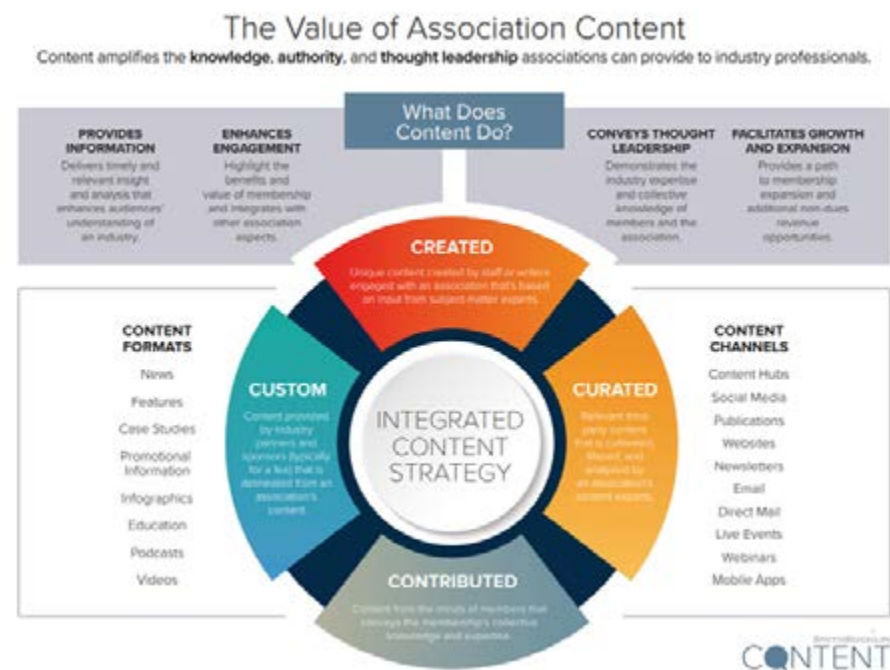 The Value of Association Content
Content amplifies the knowledge, authority, and thought leadership associations can provide to industry professionals.
What Does
Content Do?
PROVIDES
INFORMATION
Delivers timely and
relevant insight
and analysis that
enhances audiences'
understanding of
an industry.
ENHANCES
ENGAGEMENT
Highlight the
benefits and
value of membership
and integrates with
other association
aspects.
CONVEYS THOUGHT
LEADERSHIP
Demonstrates the
industry expertise
and collective
knowledge of
members and the
association.
FACILITATES GROWTH
AND EXPANSION
Provides a path
to membership
expansion and
additional non-dues
revenue
opportunities.
CREATED
Unique content created by staff or writers
engaged with an association that's based
on input from subject matter experts.
CONTENT
FORMATS
News
Features
Case Studies
Promotional
Information
Infographics
Education
Podcasts
Videos
CUSTOM
Content provided
by industry
partners and
sponsors (typically
for a fee) that is
delineated from an
association's
content.
INTEGRATED
CONTENT
STRATEGY
CURATED
Relevant third-
party content
that is cultivated,
filtered, and
analyzed by
an association's
content experts.
CONTENT
CHANNELS
Content Hubs
Social Media
Publications
Websites
Newsletters
Email
Direct Mail
Live Events
Webinars
Mobile Apps
CONTRIBUTED
Content from the minds of members that
conveys the membership's collective
knowledge and expertise.
CONTENT